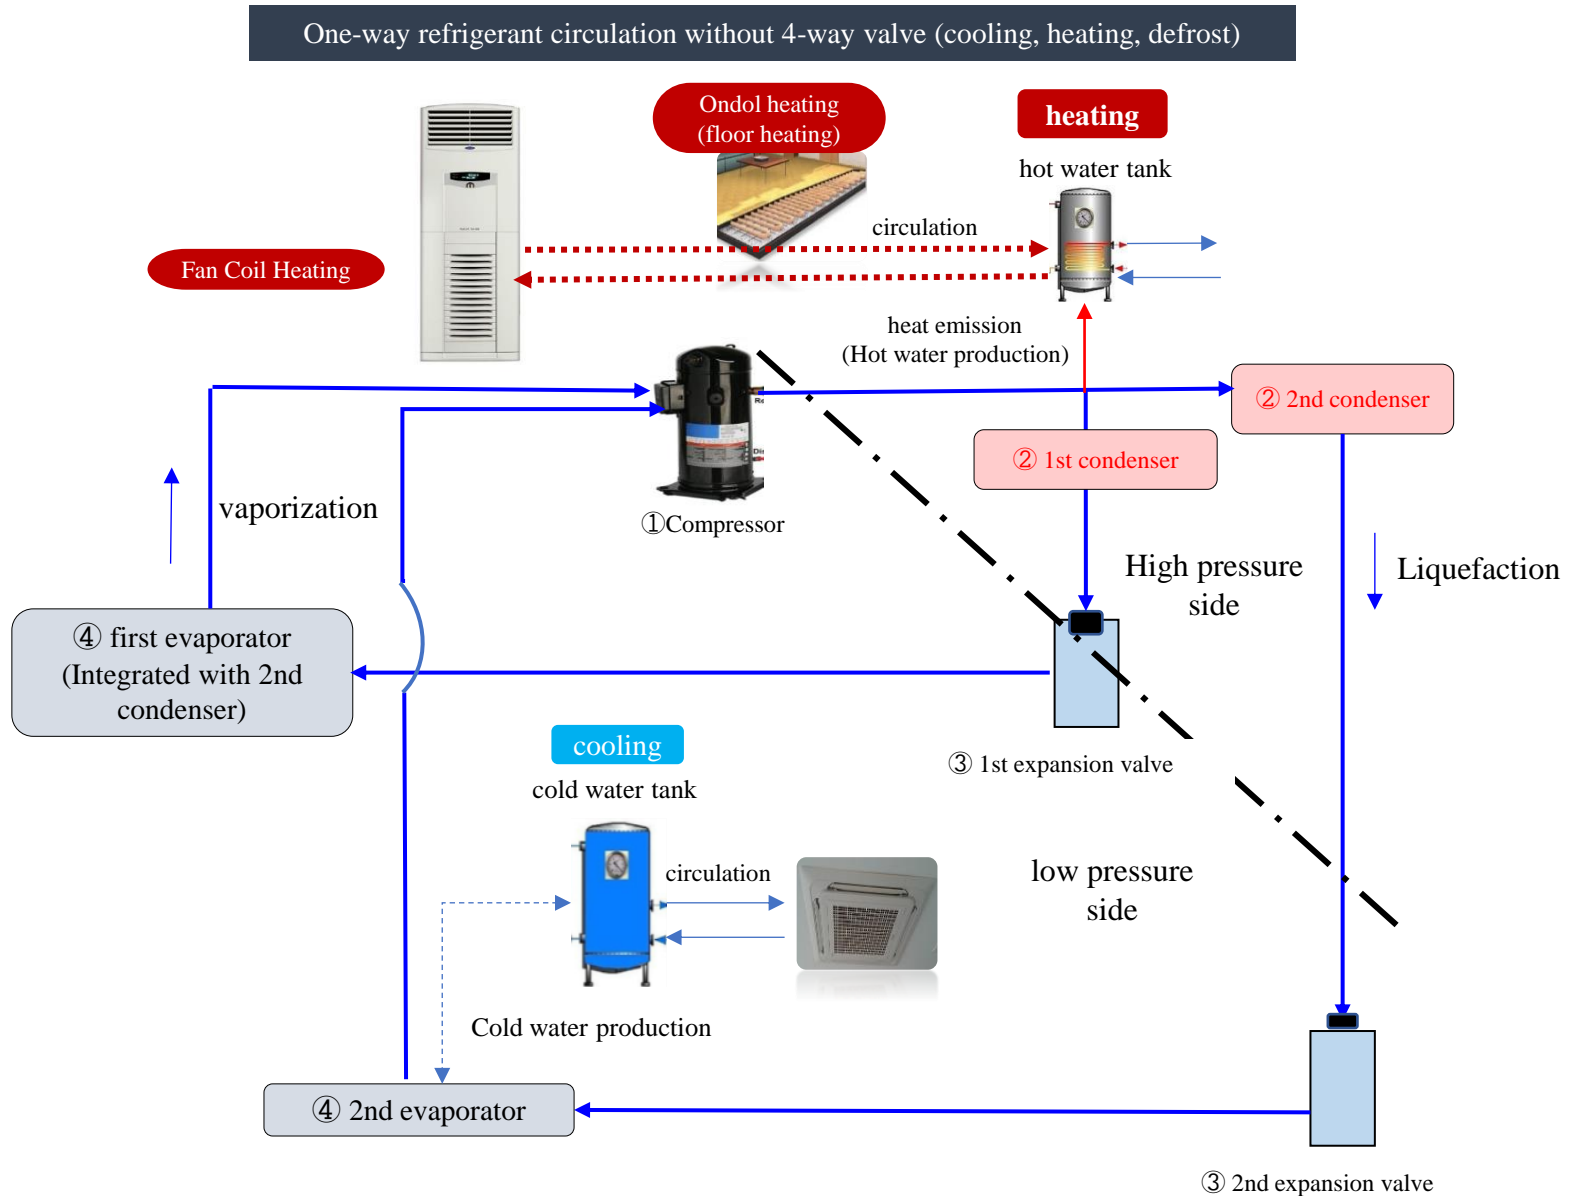 One-way refrigerant circulation without 4-way valve (cooling, heating, defrost)
Ondol heating
(floor heating)
heating
hot water tank
circulation
Fan Coil Heating
heat emission
(Hot water production)
② 2nd condenser
② 1st condenser
vaporization
①Compressor
High pressure
side
Liquefaction
④ first evaporator
(Integrated with 2nd
condenser)
cooling
③ 1st expansion valve
cold water tank
circulation
low pressure
side
Cold water production
④ 2nd evaporator
③ 2nd expansion valve